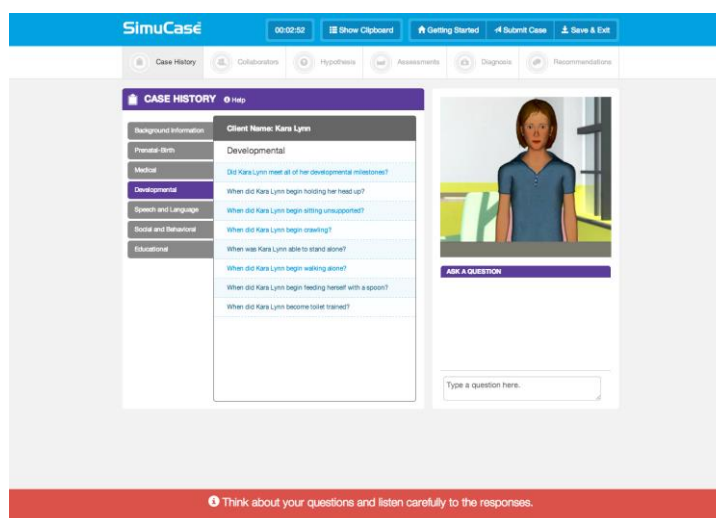 SimuCase
00:02:52
Show Clipboard
Getting Started
Submit Case
Save & Exit
Case History
Collaborators
Hypothesis
Assessments
Diagnosis
Recommendations
CASE HISTORY Help
Background Information
Prenatal-Birth
Medical
Developmental
Speech and Language
Social and Behavioral
Educational
Client Name: Kara Lynn
Developmental
Did Kara Lynn meet all of her developmental milestones?
When did Kara Lynn begin holding her head up?
When did Kara Lynn begin sitting unsupported?
When did Kara Lynn begin crawling?
When was Kara Lynn able to stand alone?
When did Kara Lynn begin walking alone?
When did Kara Lynn begin feeding herself with a spoon?
When did Kara Lynn become toilet trained?
ASK A QUESTION
Type a question here.
Think about your questions and listen carefully to the responses.